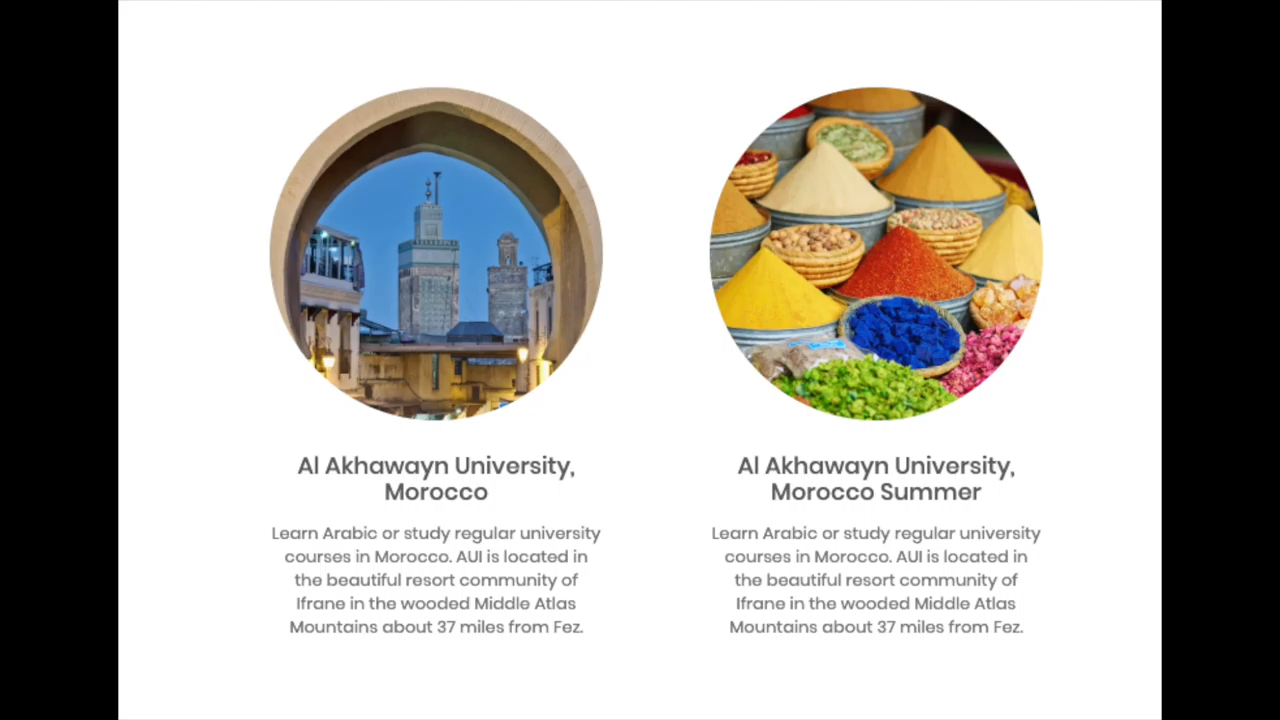 Al Akhawayn University,
Morocco
Learn Arabic or study regular university
courses in Morocco. AUI is located in
the beautiful resort community of
Ifrane in the wooded Middle Atlas
Mountains about 37 miles from Fez.
Al Akhawayn University,
Morocco Summer
Learn Arabic or study regular university
courses in Morocco. AUI is located in
the beautiful resort community of
Ifrane in the wooded Middle Atlas
Mountains about 37 miles from Fez.